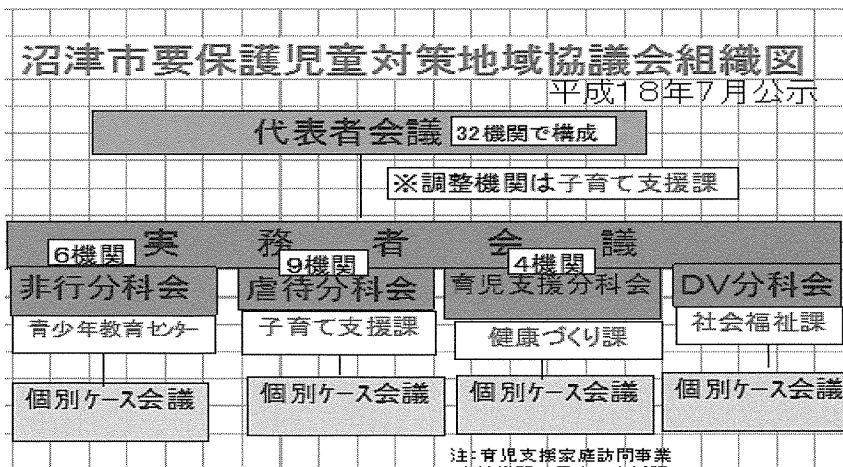 沼津市要保護児童対策地域協議会組織図
平成18年7月公示
代表者会議 32機関で構成
※調整機関は子育て支援課
実務者会議
6機関 9機関 4機関
非行分科会 虐待分科会 育児支援分科会 DV分科会
青少年教育センター 子育て支援課 健康づくり課 社会福祉課
個別ケース会議 個別ケース会議 個別ケース会議 個別ケース会議
注:育児支援家庭訪問事業